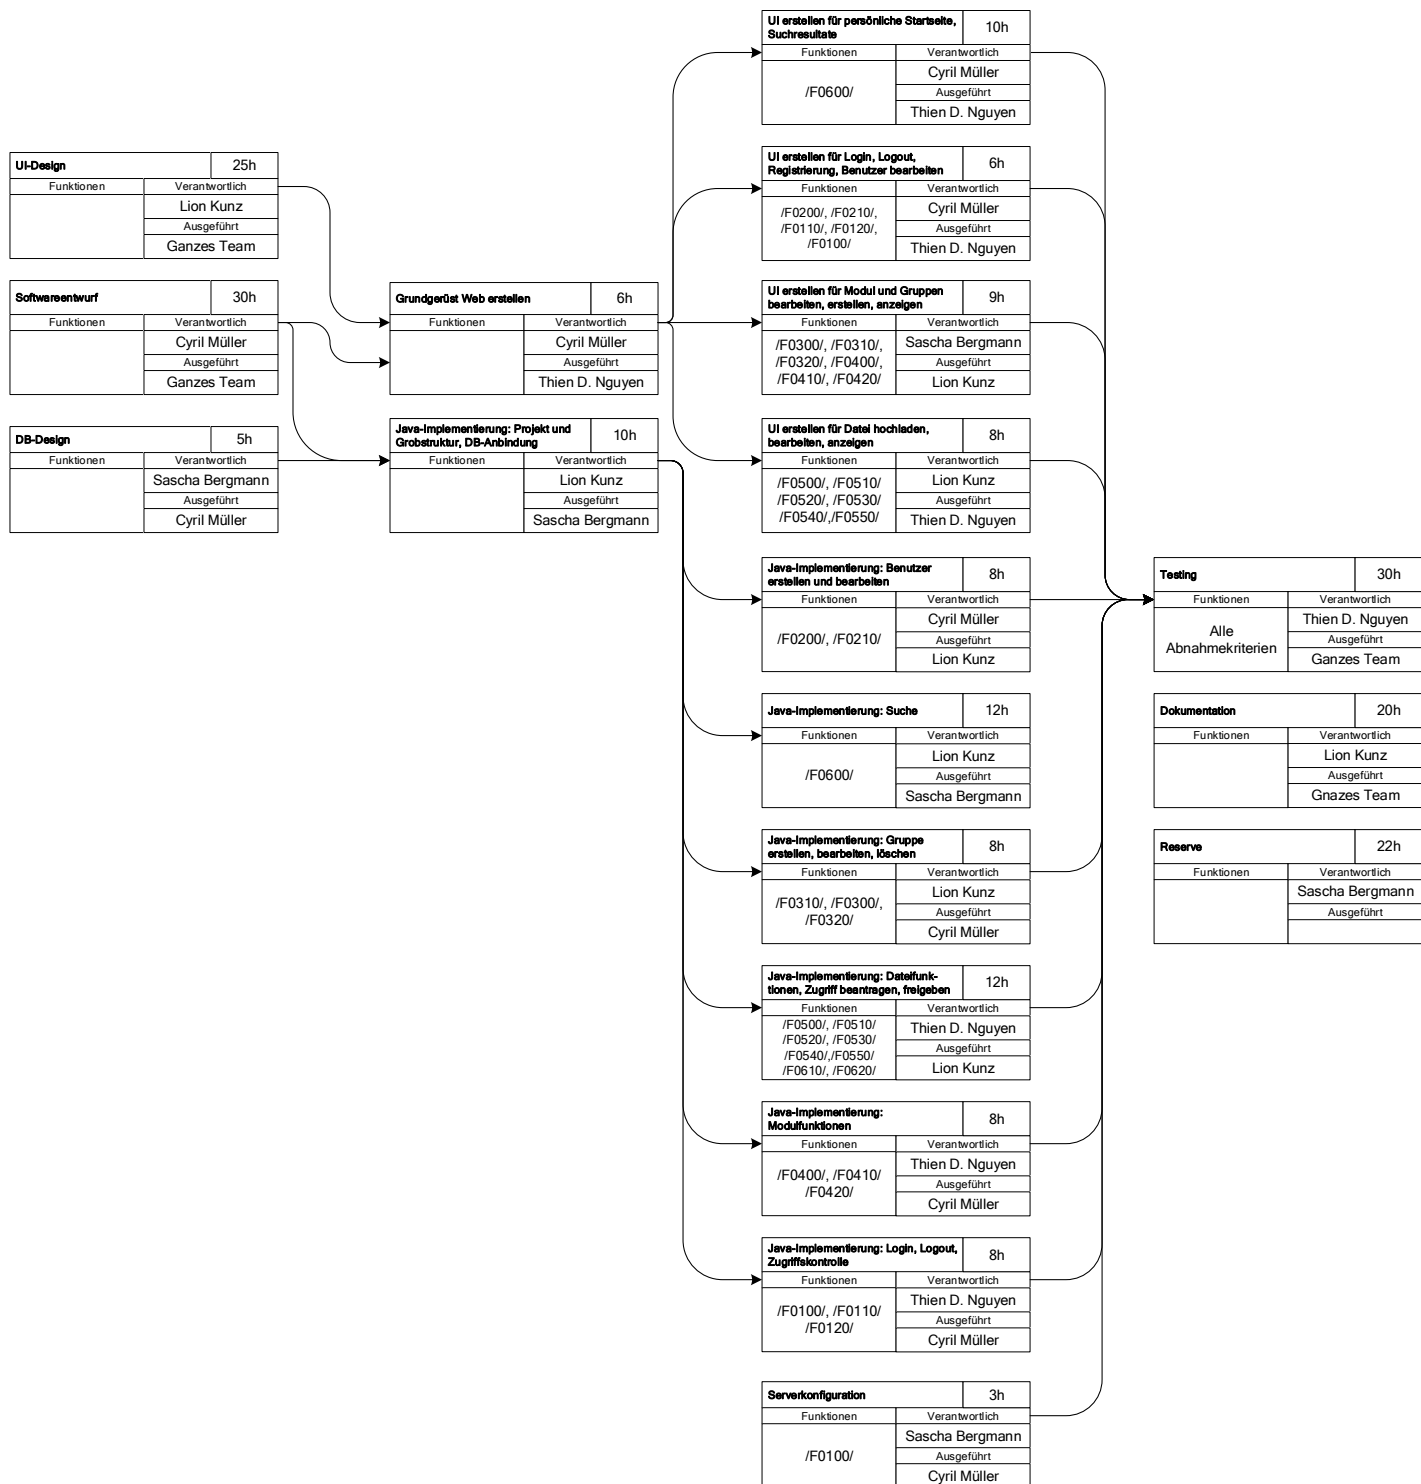 UI-Design 25h
Funktionen Verantwortlich
Lion Kunz
Ausgeführt
Ganzes Team
Softwareentwurf 30h
Funktionen Verantwortlich
Cyril Müller
Ausgeführt
Ganzes Team
DB-Design 5h
Funktionen Verantwortlich
Sascha Bergmann
Ausgeführt
Cyril Müller
Grundgerüst Web erstellen 6h
Funktionen Verantwortlich
Cyril Müller
Ausgeführt
Thien D. Nguyen
Java-Implementierung: Projekt und
Grobstruktur, DB-Anbindung 10h
Funktionen Verantwortlich
Lion Kunz
Ausgeführt
Sascha Bergmann
UI erstellen für persönliche Startseite,
Suchresultate 10h
Funktionen Verantwortlich
/F0600/
Cyril Müller
Ausgeführt
Thien D. Nguyen
UI erstellen für Login, Logout,
Registrierung, Benutzer bearbeiten 6h
Funktionen Verantwortlich
/F0200/, /F0210/,
/F0110/, /F0120/,
/F0100/
Cyril Müller
Ausgeführt
Thien D. Nguyen
UI erstellen für Modul und Gruppen
bearbeiten, erstellen, anzeigen 9h
Funktionen Verantwortlich
/F0300/, /F0310/,
/F0320/, /F0400/,
/F0410/, /F0420/
Sascha Bergmann
Ausgeführt
Lion Kunz
UI erstellen für Datei hochladen,
bearbeiten, anzeigen 8h
Funktionen Verantwortlich
/F0500/, /F0510/
/F0520/, /F0530/
/F0540/,/F0550/
Lion Kunz
Ausgeführt
Thien D. Nguyen
Java-Implementierung: Benutzer
erstellen und bearbeiten 8h
Funktionen Verantwortlich
/F0200/, /F0210/
Cyril Müller
Ausgeführt
Lion Kunz
Java-Implementierung: Suche 12h
Funktionen Verantwortlich
/F0600/
Lion Kunz
Ausgeführt
Sascha Bergmann
Java-Implementierung: Gruppe
erstellen, bearbeiten, löschen 8h
Funktionen Verantwortlich
/F0310/, /F0300/,
/F0320/
Lion Kunz
Ausgeführt
Cyril Müller
Java-Implementierung: Dateifunk-
tionen, Zugriff beantragen, freigeben 12h
Funktionen Verantwortlich
/F0500/, /F0510/
/F0520/, /F0530/
/F0540/,/F0550/
/F0610/, /F0620/
Thien D. Nguyen
Ausgeführt
Lion Kunz
Java-Implementierung:
Modulfunktionen 8h
Funktionen Verantwortlich
/F0400/, /F0410/
/F0420/
Thien D. Nguyen
Ausgeführt
Cyril Müller
Java-Implementierung: Login, Logout,
Zugriffskontrolle 8h
Funktionen Verantwortlich
/F0100/, /F0110/
/F0120/
Thien D. Nguyen
Ausgeführt
Cyril Müller
Serverkonfiguration 3h
Funktionen Verantwortlich
/F0100/
Sascha Bergmann
Ausgeführt
Cyril Müller
Testing 30h
Funktionen Verantwortlich
Alle
Abnahmekriterien
Thien D. Nguyen
Ausgeführt
Ganzes Team
Dokumentation 20h
Funktionen Verantwortlich
Lion Kunz
Ausgeführt
Gnazes Team
Reserve 22h
Funktionen Verantwortlich
Sascha Bergmann
Ausgeführt